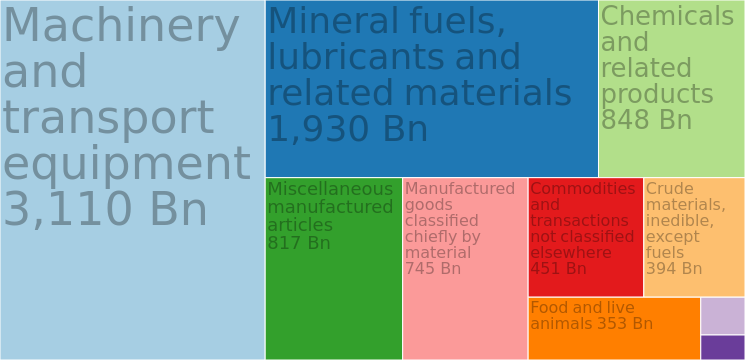 Machinery
and
transport
equipment
3,110 Bn
Mineral fuels,
lubricants and
related materials
1,930 Bn
Chemicals
and
related
products
848 Bn
Miscellaneous
manufactured
articles
817 Bn
Manufactured
goods
classified
chiefly by
material
745 Bn
Commodities
and
transactions
not classified
elsewhere
451 Bn
Crude
materials,
inedible,
except
fuels
394 Bn
Food and live
animals 353 Bn